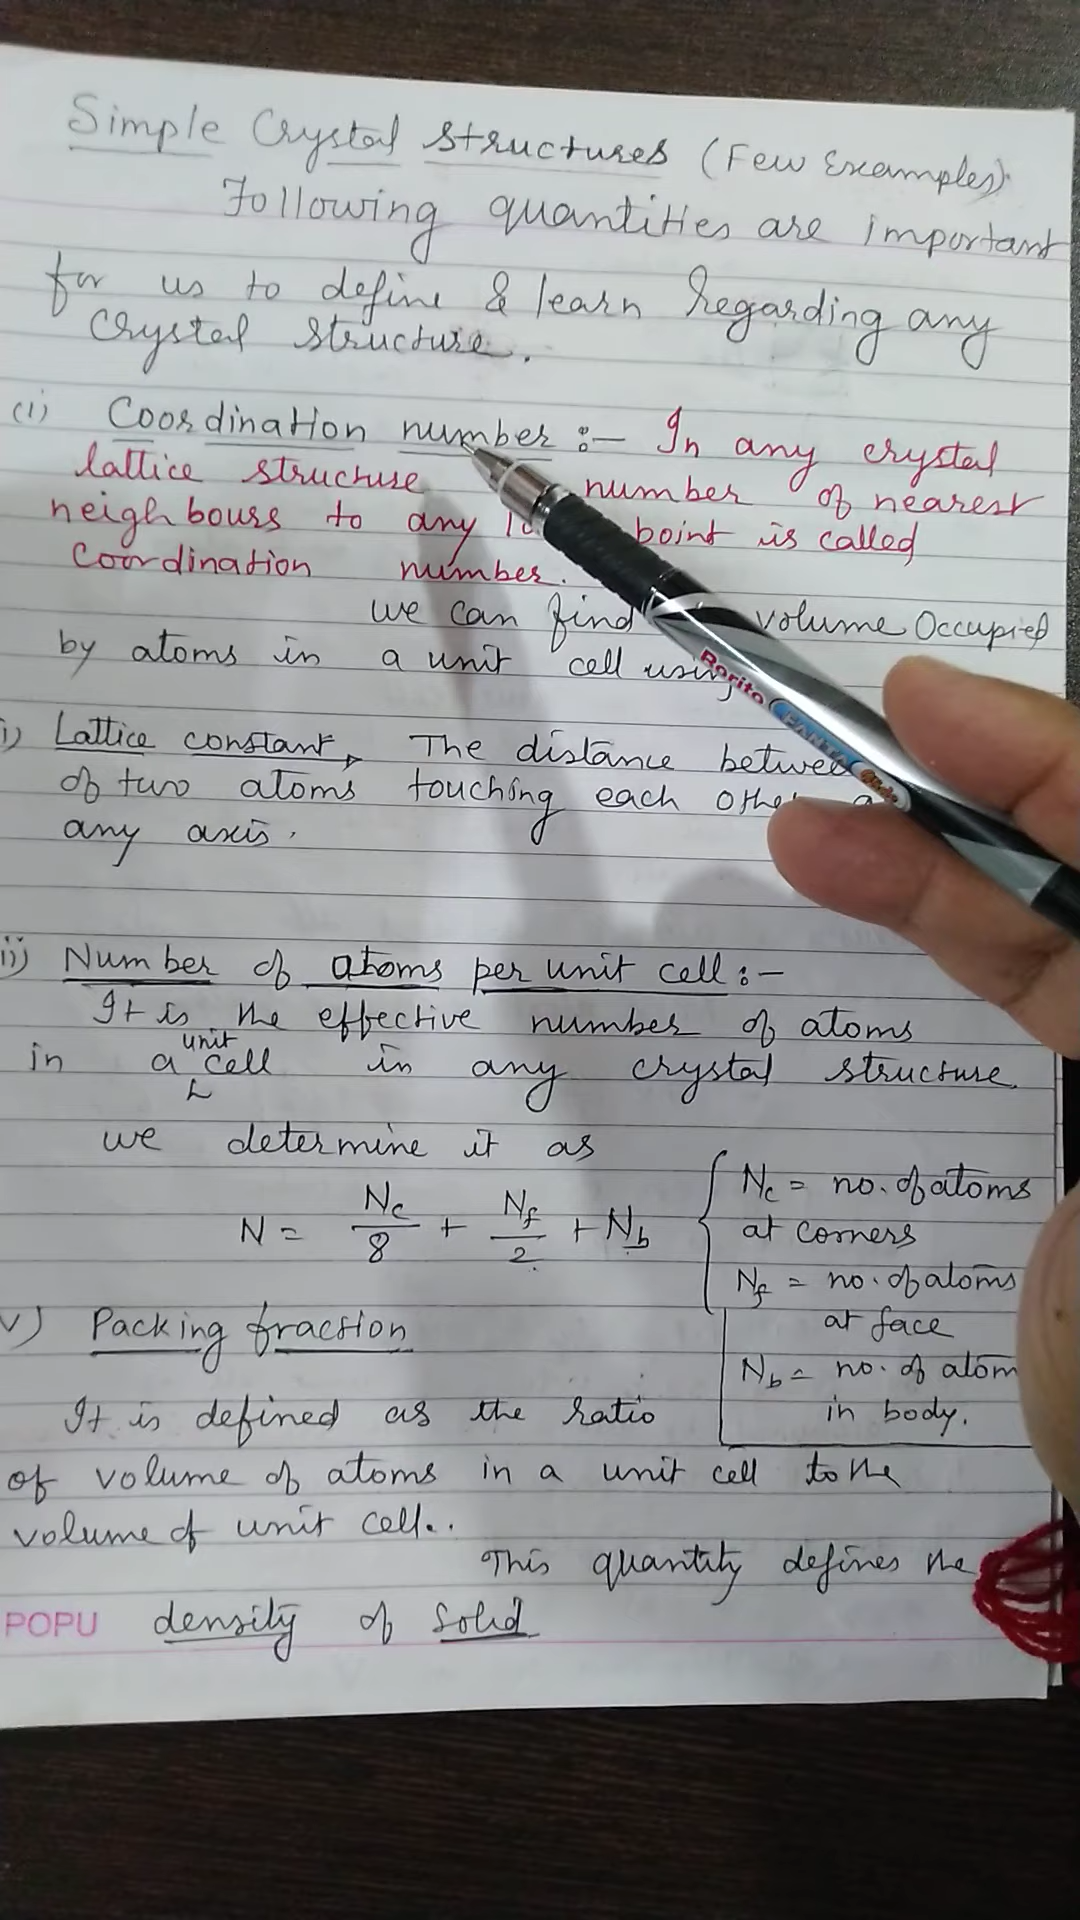 Simple Crystal structures (Few Examples)
Following quantities are important
for us to define & learn regarding any
crystal structure.
(i) Coordination number :- In any crystal
lattice structure number of nearest
neighbours to any point is called
coordination number.
we can find volume occupied
by atoms in a unit cell using
i) Lattice constant, The distance between
of two atoms touching each other
any axis.
ii) Number of atoms per unit cell :-
It is the effective number of atoms
in a unit cell in any crystal structure.
we determine it as
N = Nc/8 + Nf/2 + Nb
Nc = no. of atoms
at corners
Nf = no. of atoms
at face
Nb = no. of atom
in body.
v) Packing fraction
It is defined as the ratio
of volume of atoms in a unit cell to the
volume of unit cell..
This quantity defines the
density of solid
POPU
Rorito